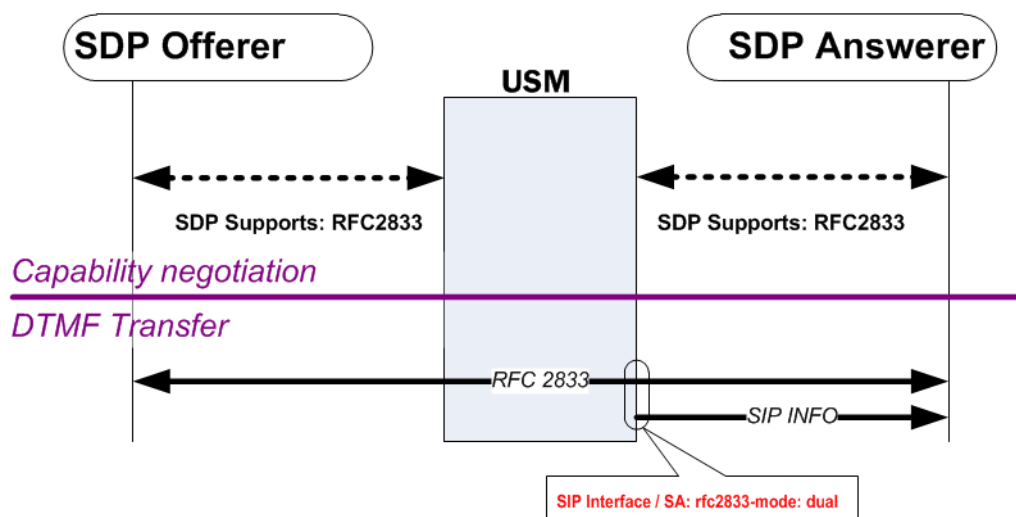 SDP Offerer
SDP Answerer
USM
SDP Supports: RFC2833
SDP Supports: RFC2833
Capability negotiation
DTMF Transfer
RFC 2833
SIP INFO
SIP Interface / SA: rfc2833-mode: dual